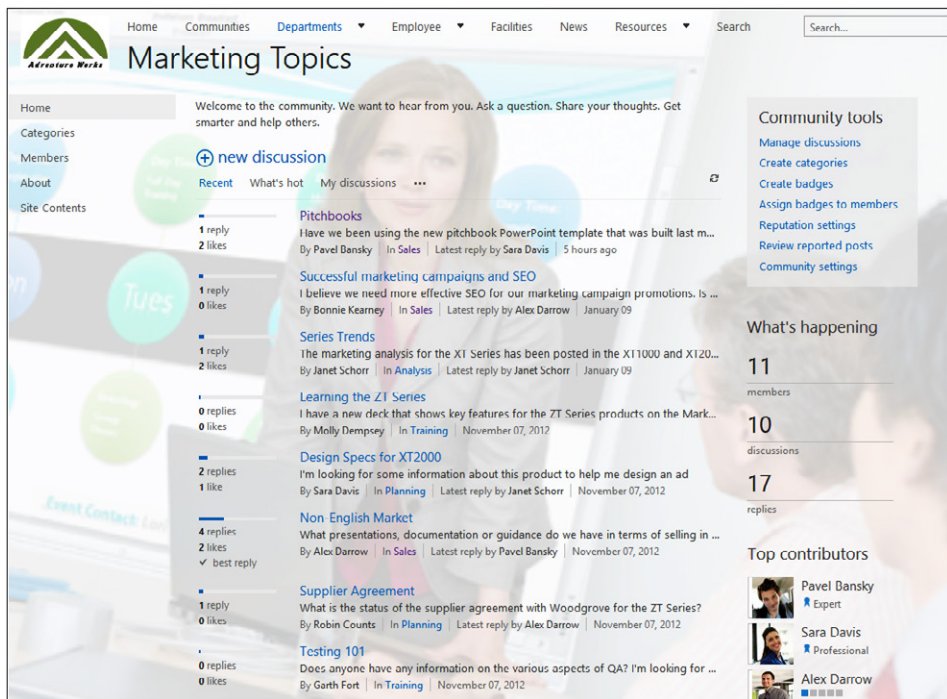 Adventure Works
Home Communities Departments Employee Facilities News Resources Search
Search...
Marketing Topics
Home
Categories
Members
About
Site Contents
Welcome to the community. We want to hear from you. Ask a question. Share your thoughts. Get
smarter and help others.
new discussion
Recent What's hot My discussions •••
1 reply
2 likes
Pitchbooks
Have we been using the new pitchbook PowerPoint template that was built last m...
By Pavel Bansky | In Sales | Latest reply by Sara Davis | 5 hours ago
1 reply
0 likes
Successful marketing campaigns and SEO
I believe we need more effective SEO for our marketing campaign promotions. Is ...
By Bonnie Kearney | In Sales | Latest reply by Alex Darrow | January 09
1 reply
2 likes
Series Trends
The marketing analysis for the XT Series has been posted in the XT1000 and XT20...
By Janet Schorr | In Analysis | Latest reply by Janet Schorr | January 09
0 replies
0 likes
Learning the ZT Series
I have a new deck that shows key features for the ZT Series products on the Mark...
By Molly Dempsey | In Training | November 07, 2012
2 replies
1 like
Design Specs for XT2000
I'm looking for some information about this product to help me design an ad
By Sara Davis | In Planning | Latest reply by Janet Schorr | November 07, 2012
4 replies
2 likes
✓ best reply
Non-English Market
What presentations, documentation or guidance do we have in terms of selling in ...
By Alex Darrow | In Sales | Latest reply by Pavel Bansky | November 07, 2012
1 reply
0 likes
Supplier Agreement
What is the status of the supplier agreement with Woodgrove for the ZT Series?
By Robin Counts | In Planning | Latest reply by Alex Darrow | November 07, 2012
0 replies
0 likes
Testing 101
Does anyone have any information on the various aspects of QA? I'm looking for ...
By Garth Fort | In Training | November 07, 2012
Community tools
Manage discussions
Create categories
Create badges
Assign badges to members
Reputation settings
Review reported posts
Community settings
What's happening
11
members
10
discussions
17
replies
Top contributors
Pavel Bansky
Expert
Sara Davis
Professional
Alex Darrow
Tues
Day Time:
Event Contact: